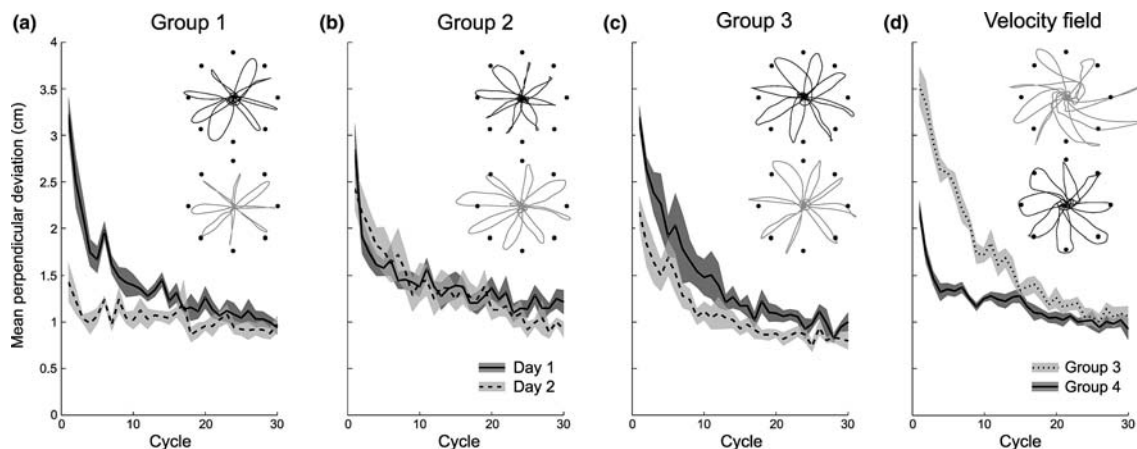 (a) Group 1
(b) Group 2
(c) Group 3
(d) Velocity field
Mean perpendicular deviation (cm)
4
3.5
3
2.5
2
1.5
1
0.5
0
0 10 20 30
Cycle
Day 1
Day 2
0 10 20 30
Cycle
0 10 20 30
Cycle
Group 3
Group 4
0 10 20 30
Cycle